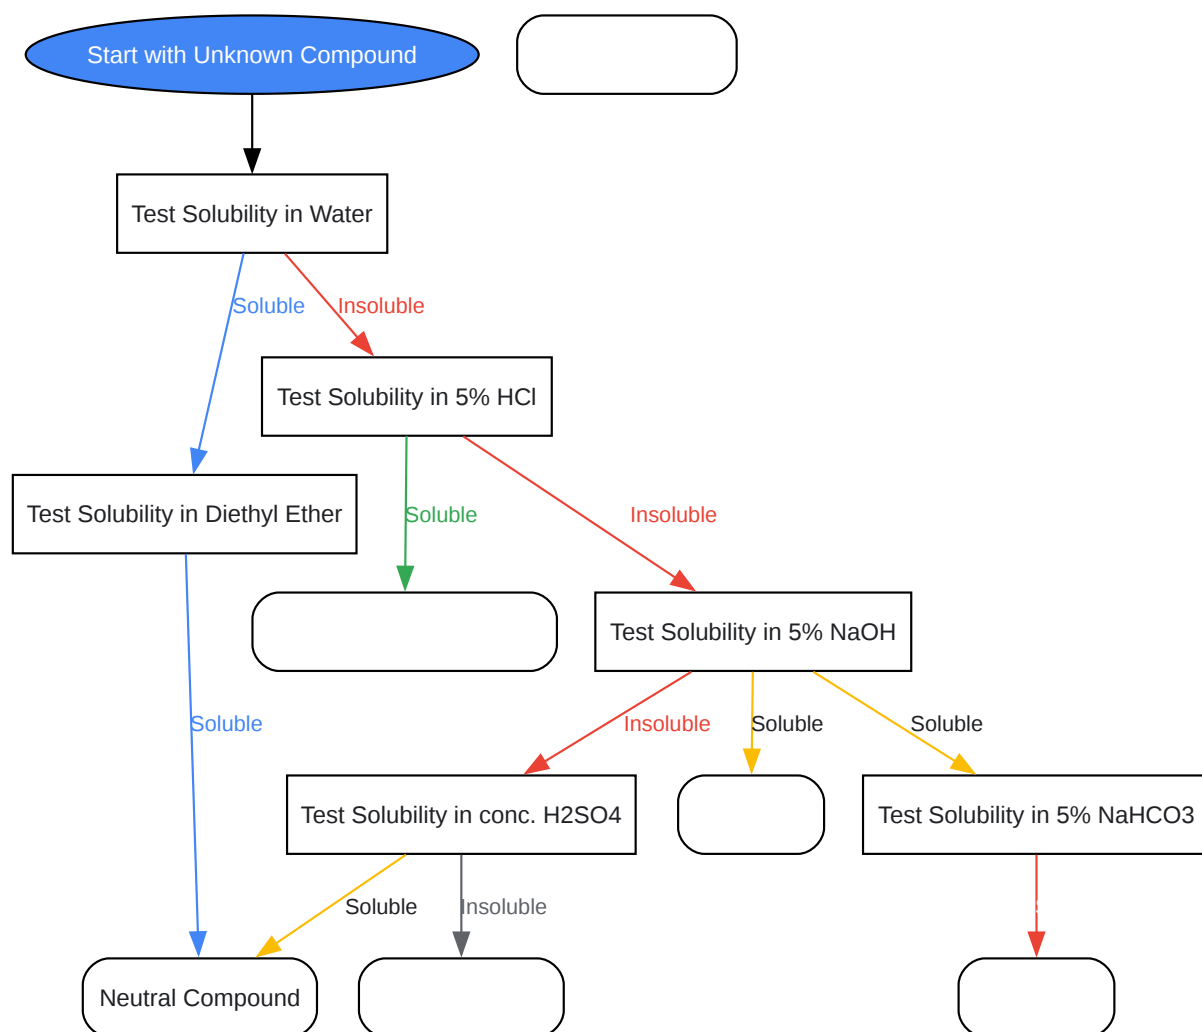 Start with Unknown Compound
Test Solubility in Water
Soluble
Insoluble
Test Solubility in 5% HCl
Test Solubility in Diethyl Ether
Soluble
Insoluble
Test Solubility in 5% NaOH
Soluble
Insoluble
Soluble
Soluble
Test Solubility in conc. H2SO4
Test Solubility in 5% NaHCO3
Soluble
Insoluble
Neutral Compound